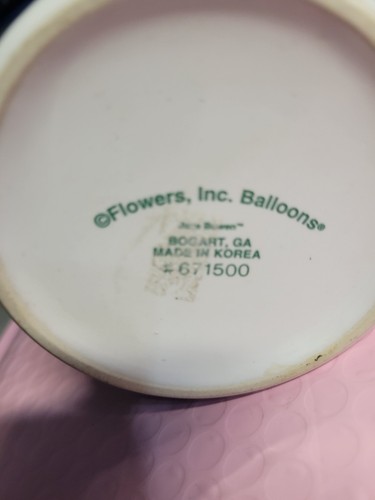 ©Flowers, Inc. Balloons®
BOGART, GA
MADE IN KOREA
# 671500